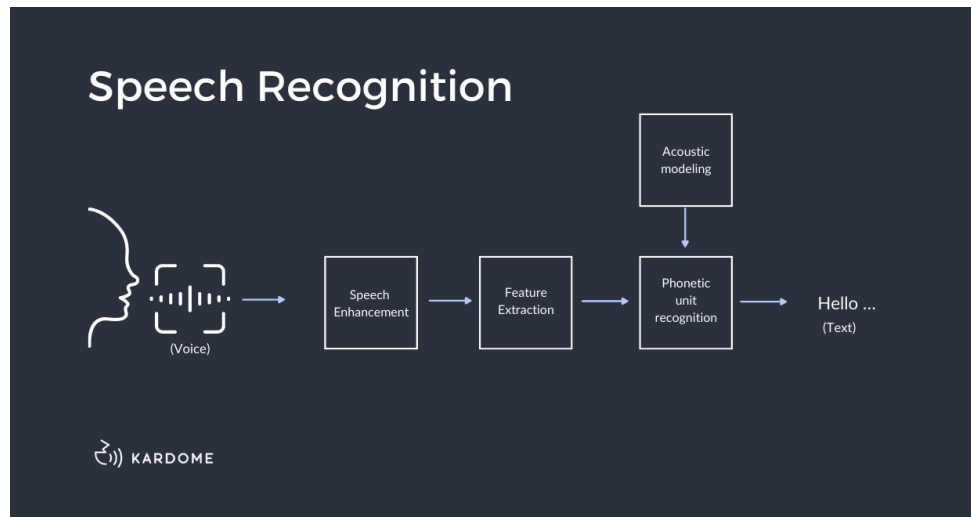 Speech Recognition
Acoustic
modeling
Speech
Enhancement
Feature
Extraction
Phonetic
unit
recognition
Hello ...
(Text)
(Voice)
KARDOME